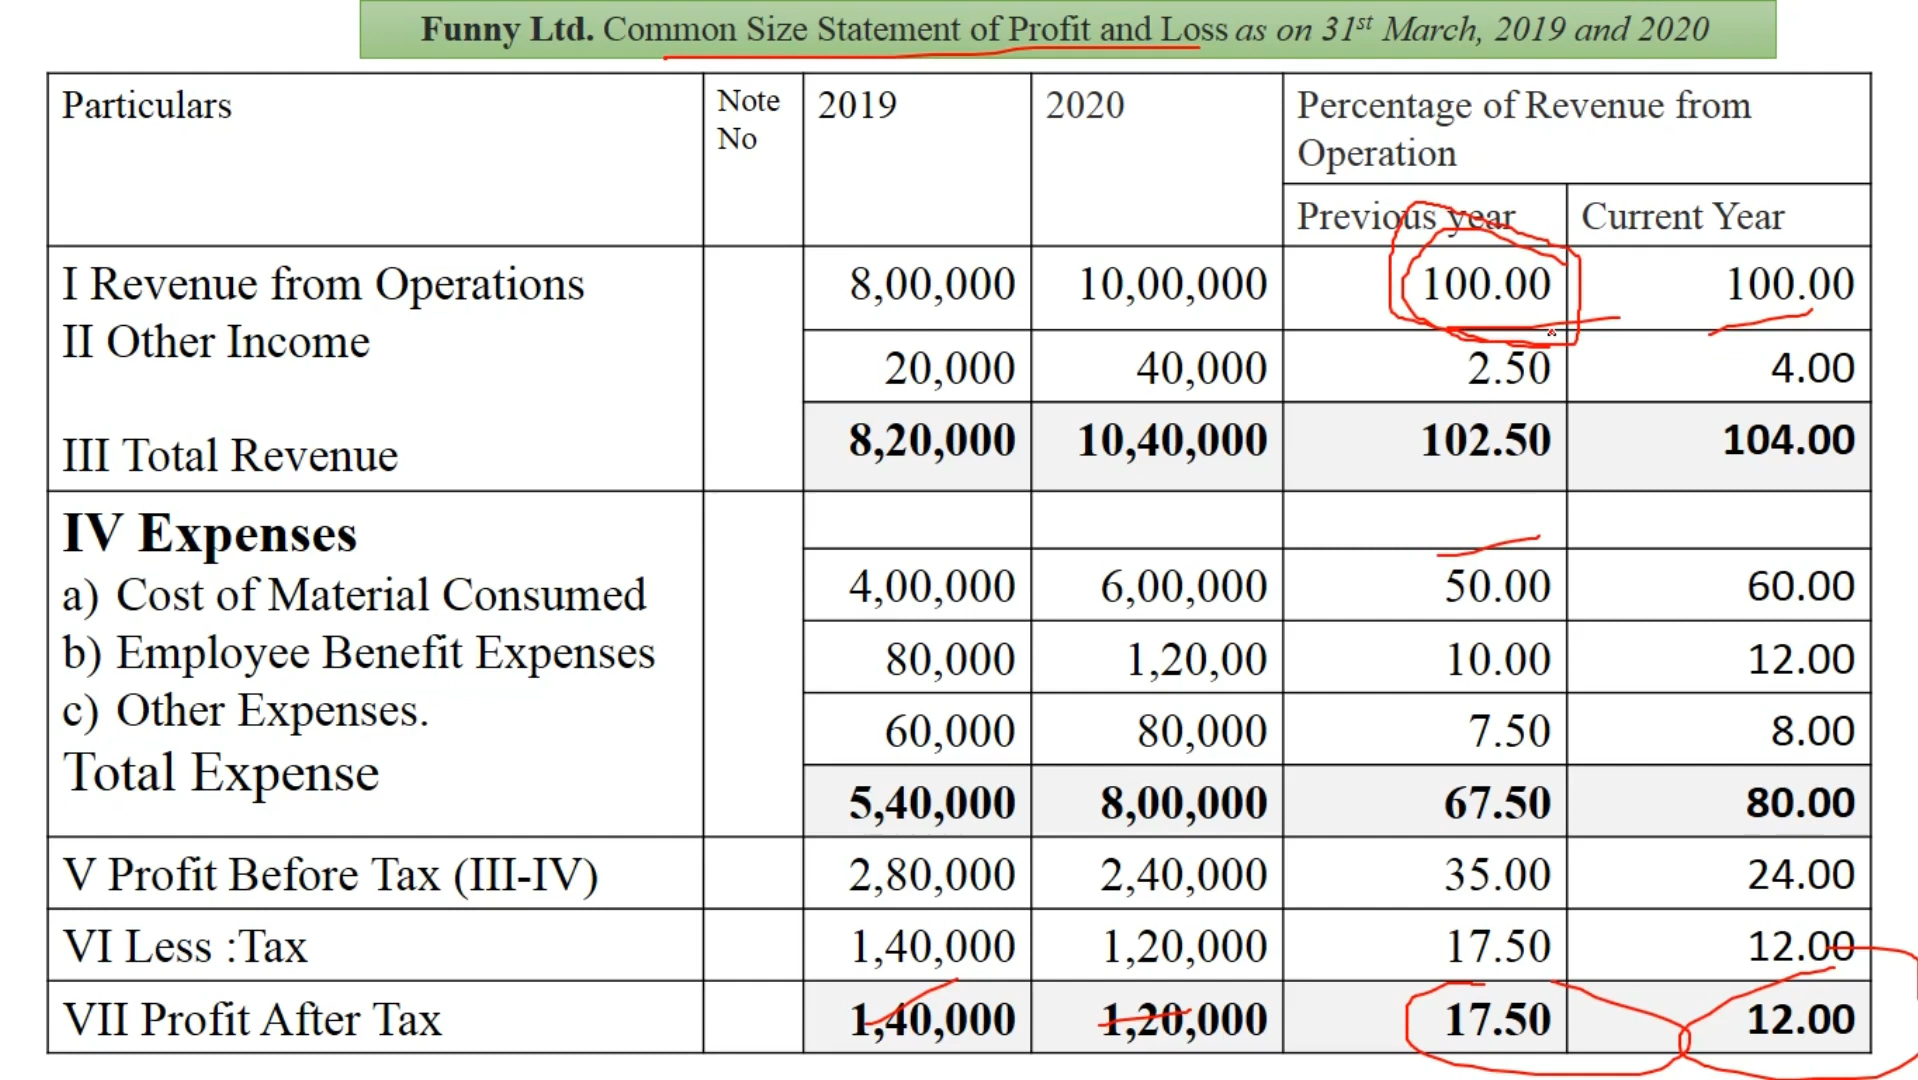 Funny Ltd. Common Size Statement of Profit and Loss as on 31st March, 2019 and 2020
Particulars Note No 2019 2020 Percentage of Revenue from Operation
Previous year Current Year
I Revenue from Operations 8,00,000 10,00,000 100.00 100.00
II Other Income 20,000 40,000 2.50 4.00
III Total Revenue 8,20,000 10,40,000 102.50 104.00
IV Expenses
a) Cost of Material Consumed 4,00,000 6,00,000 50.00 60.00
b) Employee Benefit Expenses 80,000 1,20,00 10.00 12.00
c) Other Expenses. 60,000 80,000 7.50 8.00
Total Expense 5,40,000 8,00,000 67.50 80.00
V Profit Before Tax (III-IV) 2,80,000 2,40,000 35.00 24.00
VI Less :Tax 1,40,000 1,20,000 17.50 12.00
VII Profit After Tax 1,40,000 1,20,000 17.50 12.00